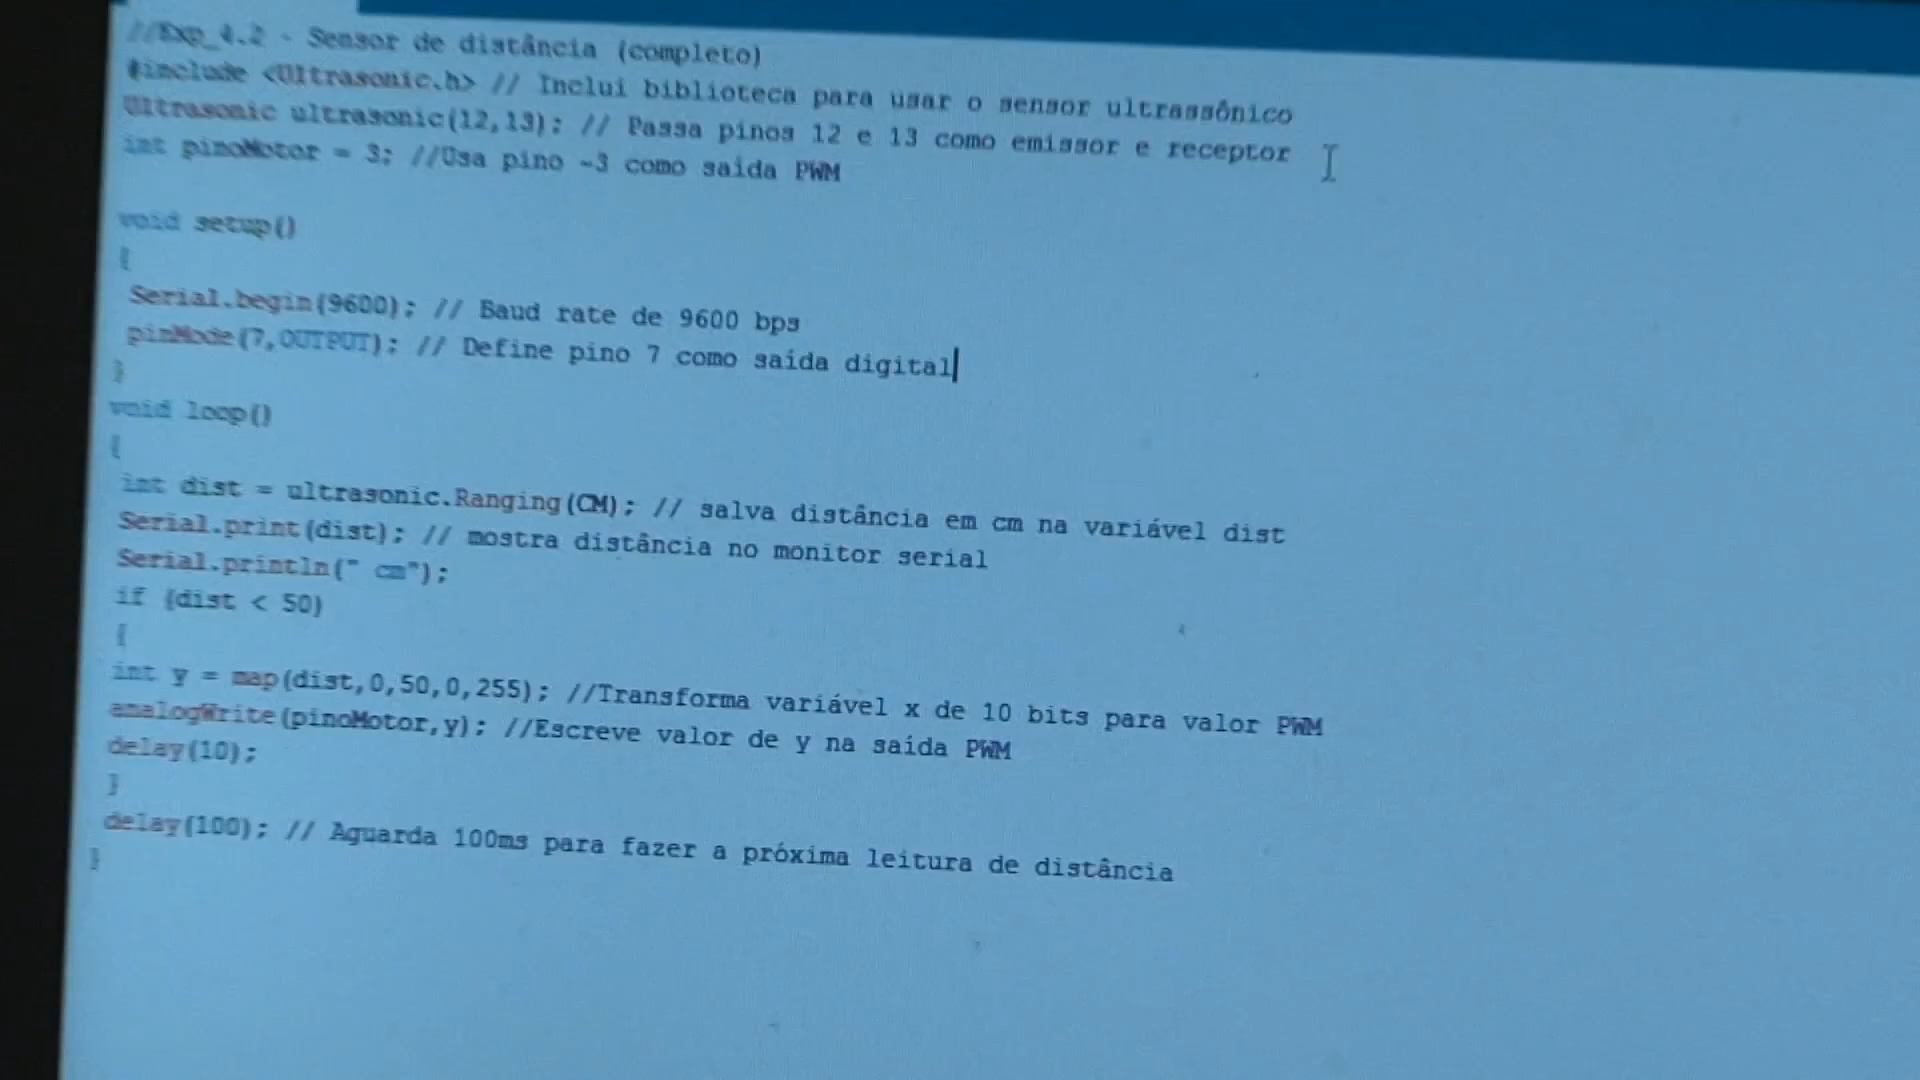 //Exp_4.2 - Sensor de distância (completo)
#include <Ultrasonic.h> // Inclui biblioteca para usar o sensor ultrassônico
Ultrasonic ultrasonic(12,13); // Passa pinos 12 e 13 como emissor e receptor
int pinoMotor = 3; //Usa pino ~3 como saída PWM
void setup()
{
Serial.begin(9600); // Baud rate de 9600 bps
pinMode(7,OUTPUT); // Define pino 7 como saída digital
}
void loop()
{
int dist = ultrasonic.Ranging(CM); // salva distância em cm na variável dist
Serial.print(dist); // mostra distância no monitor serial
Serial.println(" cm");
if (dist < 50)
{
int y = map(dist,0,50,0,255); //Transforma variável x de 10 bits para valor PWM
analogWrite(pinoMotor,y); //Escreve valor de y na saída PWM
delay(10);
}
delay(100); // Aguarda 100ms para fazer a próxima leitura de distância
}